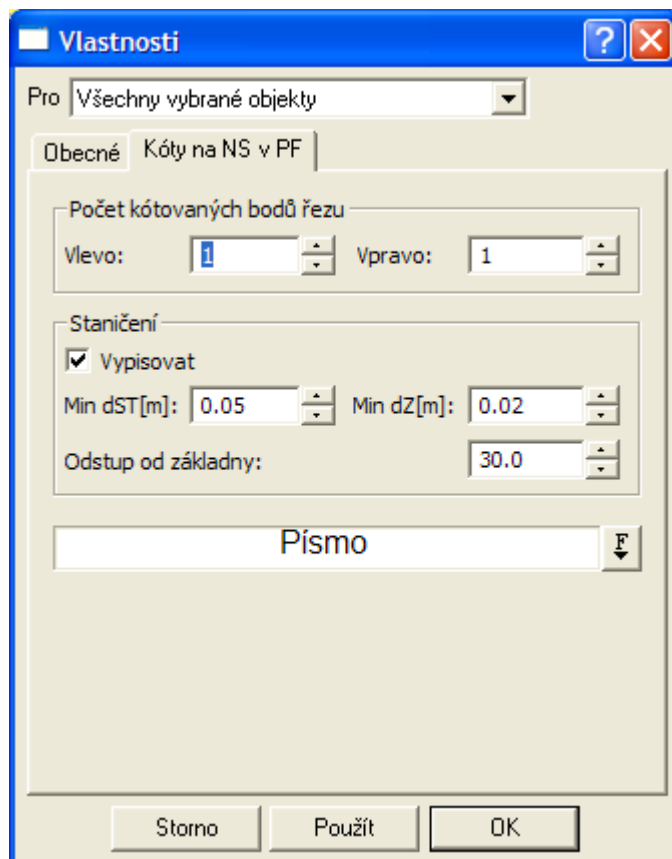 Vlastnosti
Pro Všechny vybrané objekty
Obecné Kóty na NS v PF
Počet kótovaných bodů řezu
Vlevo: 1 Vpravo: 1
Staničení
Vypisovat
Min dST[m]: 0.05 Min dZ[m]: 0.02
Odstup od základny: 30.0
Písmo F
Storno Použít OK